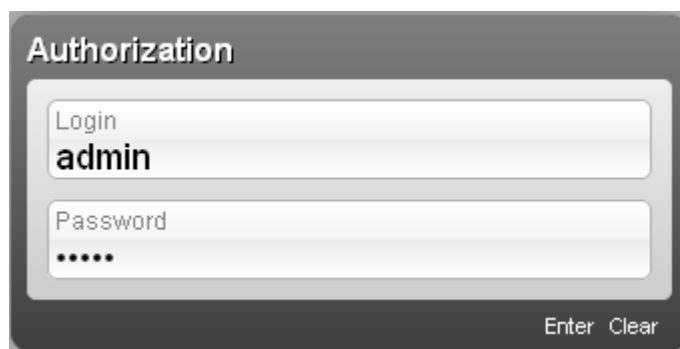 Authorization
Login
admin
Password
•••••
Enter Clear